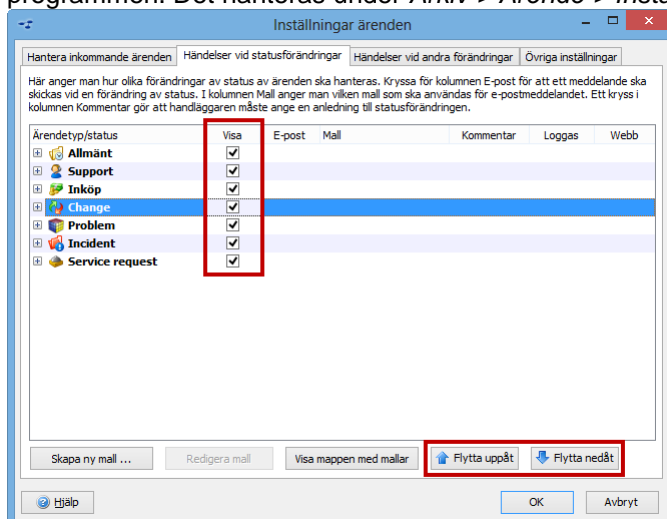 programmen. Det hanteras under Arkiv > Ärende > Insta
Inställningar ärenden
Hantera inkommande ärenden Händelser vid statusförändringar Händelser vid andra förändringar Övriga inställningar
Här anger man hur olika förändringar av status av ärenden ska hanteras. Kryssa för kolumnen E-post för att ett meddelande ska
skickas vid en förändring av status. I kolumnen Mall anger man vilken mall som ska användas för e-postmeddelandet. Ett kryss i
kolumnen Kommentar gör att handläggaren måste ange en anledning till statusförändringen.
Ärendetyp/status Visa E-post Mall Kommentar Loggas Webb
Allmänt
Support
Inköp
Change
Problem
Incident
Service request
Skapa ny mall ... Redigera mall Visa mappen med mallar Flytta uppåt Flytta nedåt
Hjälp OK Avbryt